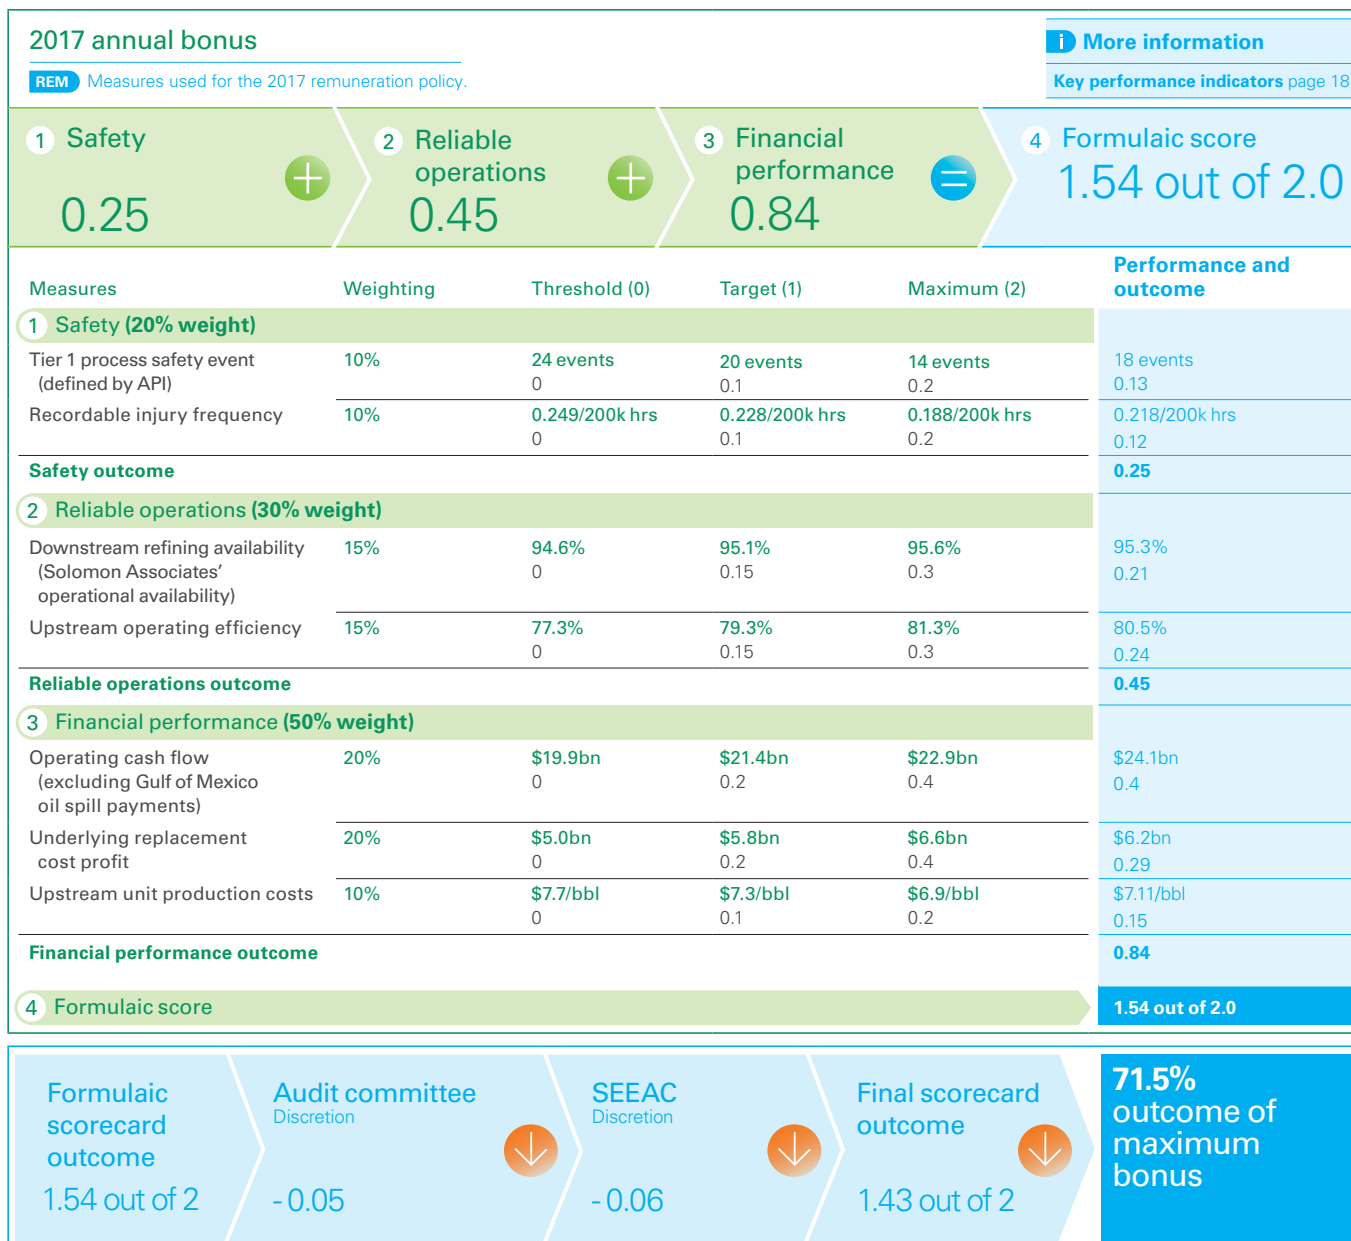 2017 annual bonus
REM Measures used for the 2017 remuneration policy.
i More information
Key performance indicators page 18
1 Safety
0.25
+
2 Reliable
operations
0.45
+
3 Financial
performance
0.84
=
4 Formulaic score
1.54 out of 2.0
Measures Weighting Threshold (0) Target (1) Maximum (2) Performance and
outcome
1 Safety (20% weight)
Tier 1 process safety event 10% 24 events 20 events 14 events 18 events
(defined by API) 0 0.1 0.2 0.13
Recordable injury frequency 10% 0.249/200k hrs 0.228/200k hrs 0.188/200k hrs 0.218/200k hrs
0 0.1 0.2 0.12
Safety outcome 0.25
2 Reliable operations (30% weight)
Downstream refining availability 15% 94.6% 95.1% 95.6% 95.3%
(Solomon Associates’ 0 0.15 0.3 0.21
operational availability)
Upstream operating efficiency 15% 77.3% 79.3% 81.3% 80.5%
0 0.15 0.3 0.24
Reliable operations outcome 0.45
3 Financial performance (50% weight)
Operating cash flow 20% $19.9bn $21.4bn $22.9bn $24.1bn
(excluding Gulf of Mexico 0 0.2 0.4 0.4
oil spill payments)
Underlying replacement 20% $5.0bn $5.8bn $6.6bn $6.2bn
cost profit 0 0.2 0.4 0.29
Upstream unit production costs 10% $7.7/bbl $7.3/bbl $6.9/bbl $7.11/bbl
0 0.1 0.2 0.15
Financial performance outcome 0.84
4 Formulaic score 1.54 out of 2.0
Formulaic
scorecard
outcome
1.54 out of 2
Audit committee
Discretion
- 0.05
SEEAC
Discretion
- 0.06
Final scorecard
outcome
1.43 out of 2
71.5%
outcome of
maximum
bonus